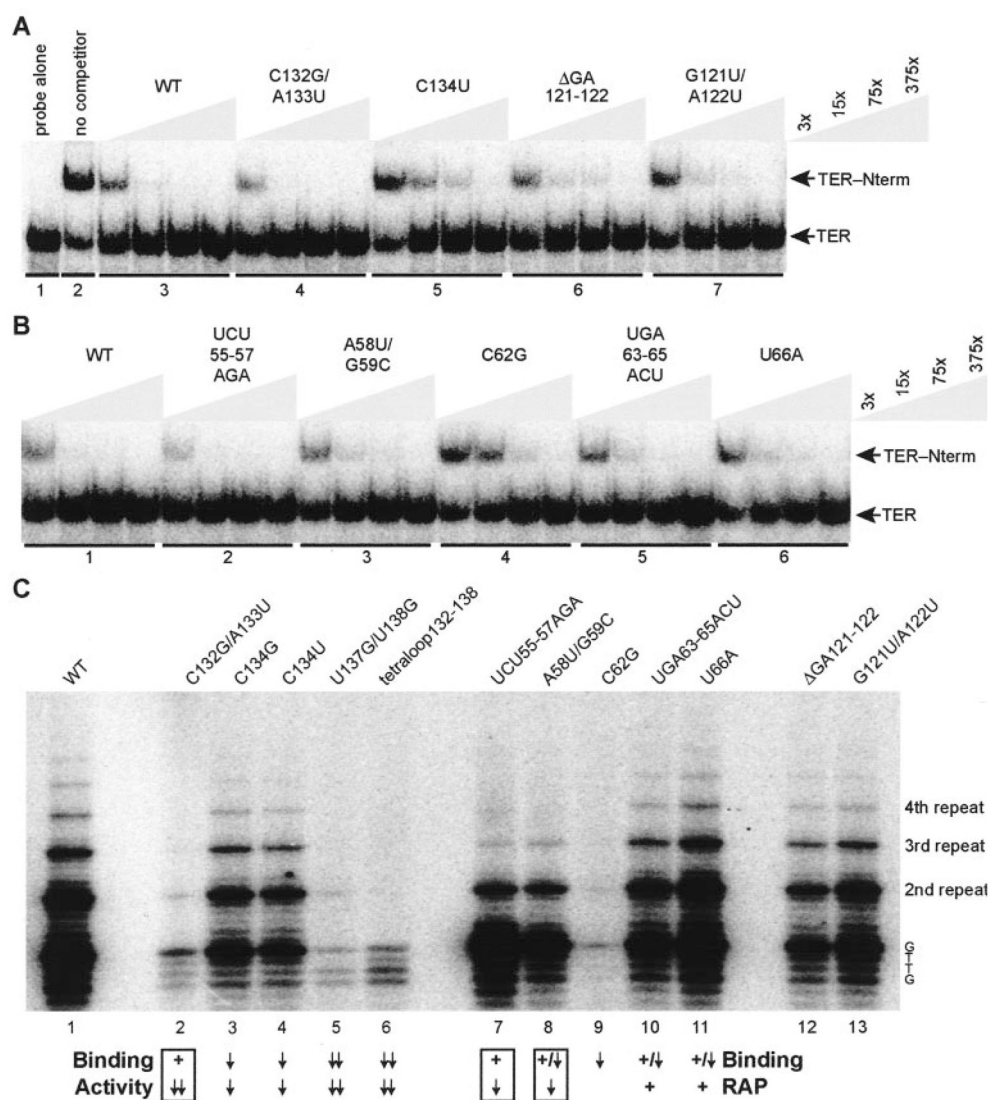 A
probe alone
no competitor
WT
C132G/
A133U
C134U
ΔGA
121-122
G121U/
A122U
3x
15x
75x
375x
TER–Nterm
TER
1 2 3 4 5 6 7
B
WT
UCU
55-57
AGA
A58U/
G59C
C62G
UGA
63-65
ACU
U66A
3x
15x
75x
375x
TER–Nterm
TER
1 2 3 4 5 6
C
WT
C132G/A133U
C134G
C134U
U137G/U138G
tetraloop132-138
UCU55-57AGA
A58U/G59C
C62G
UGA63-65ACU
U66A
ΔGA121-122
G121U/A122U
4th repeat
3rd repeat
2nd repeat
G
T
T
G
1 2 3 4 5 6 7 8 9 10 11 12 13
Binding + ↓ ↓ ↓↓ ↓↓ + +/↓ ↓ +/↓ +/↓ Binding
Activity ↓↓ ↓ ↓ ↓↓ ↓↓ ↓ ↓ + + RAP